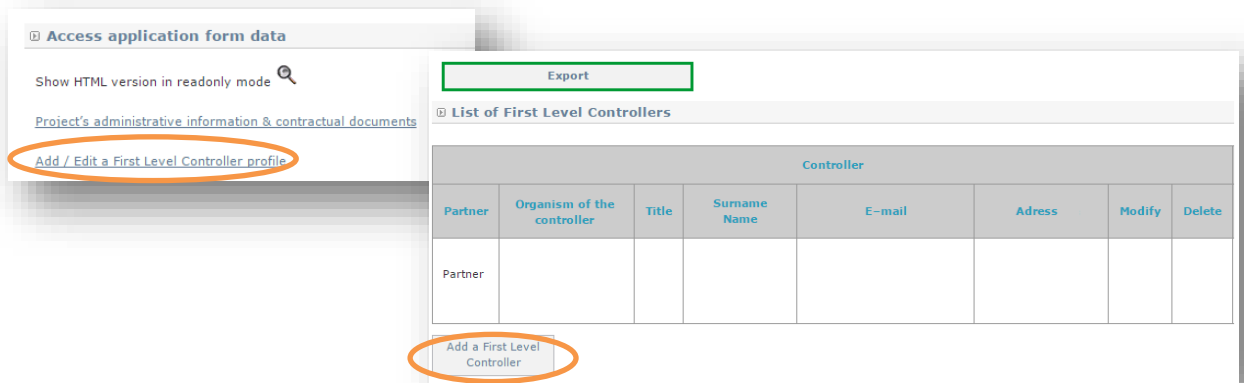 Access application form data
Show HTML version in readonly mode
Project's administrative information & contractual documents
Add / Edit a First Level Controller profile
Export
List of First Level Controllers
Controller
Partner
Organism of the
controller
Title
Surname
Name
E-mail
Adress
Modify
Delete
Partner
Add a First Level
Controller